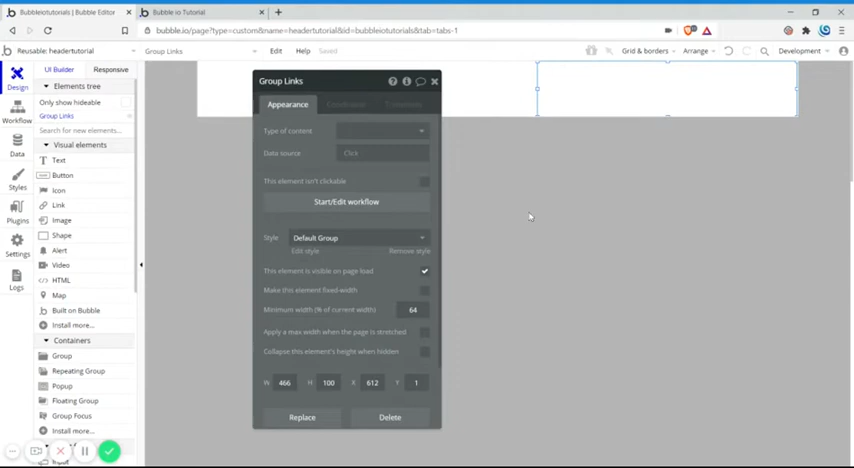 Bubbleiotutorials | Bubble Editor
Bubble io Tutorial
bubble.io/page?type=custom&name=headertutorial&id=bubbleiotutorials&tab=tabs-1
Reusable: headertutorial
Group Links
Edit
Help
Saved
Grid & borders
Arrange
Development
Design
Workflow
Data
Styles
Plugins
Settings
Logs
UI Builder
Responsive
Elements tree
Only show hideable
Group Links
Search for new elements...
Visual elements
Text
Button
Icon
Link
Image
Shape
Alert
Video
HTML
Map
Built on Bubble
Install more...
Containers
Group
Repeating Group
Popup
Floating Group
Group Focus
Install more...
Input
Group Links
Appearance
Conditional
Transitions
Type of content
Data source
Click
This element isn't clickable
Start/Edit workflow
Style
Default Group
Edit style
Remove style
This element is visible on page load
Make this element fixed-width
Minimum width (% of current width)
64
Apply a max width when the page is stretched
Collapse this element's height when hidden
W 466 H 100 X 612 Y 1
Replace
Delete